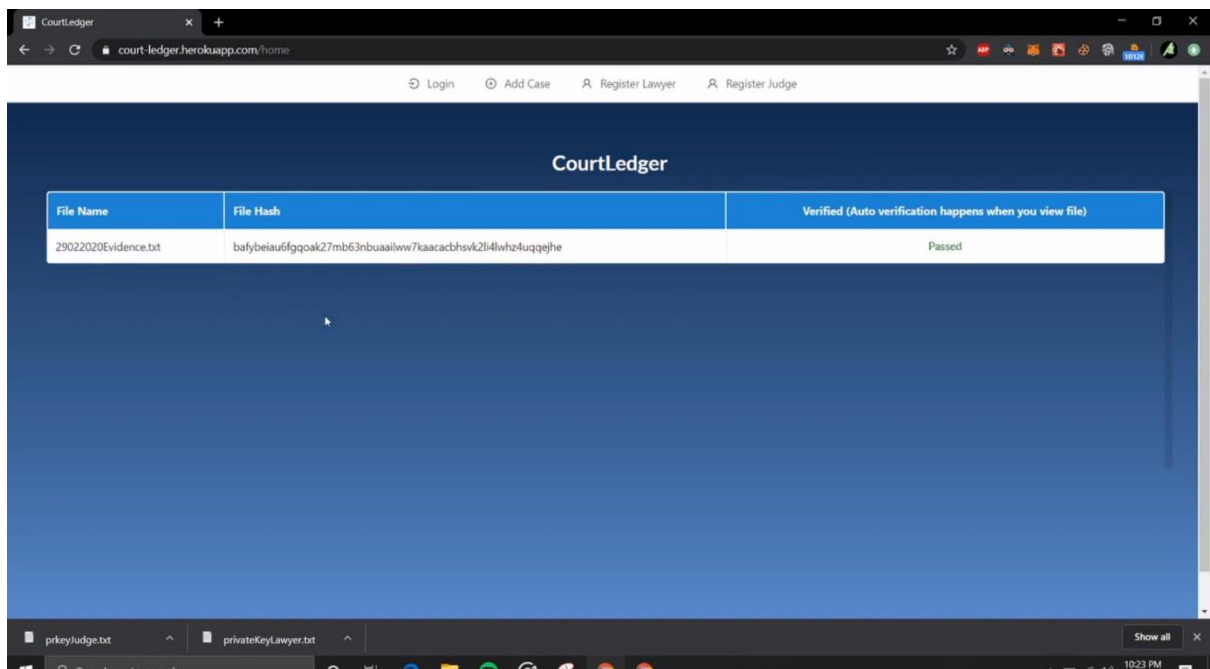 CourtLedger
court-ledger.herokuapp.com/home
ABP
10121
Login Add Case Register Lawyer Register Judge
CourtLedger
File Name File Hash Verified (Auto verification happens when you view file)
29022020Evidence.txt bafybeiau6fgqoak27mb63nbuaailww7kaacacbhsvk2li4lwhz4uqqejhe Passed
prkeyJudge.txt privateKeyLawyer.txt Show all
10:23 PM